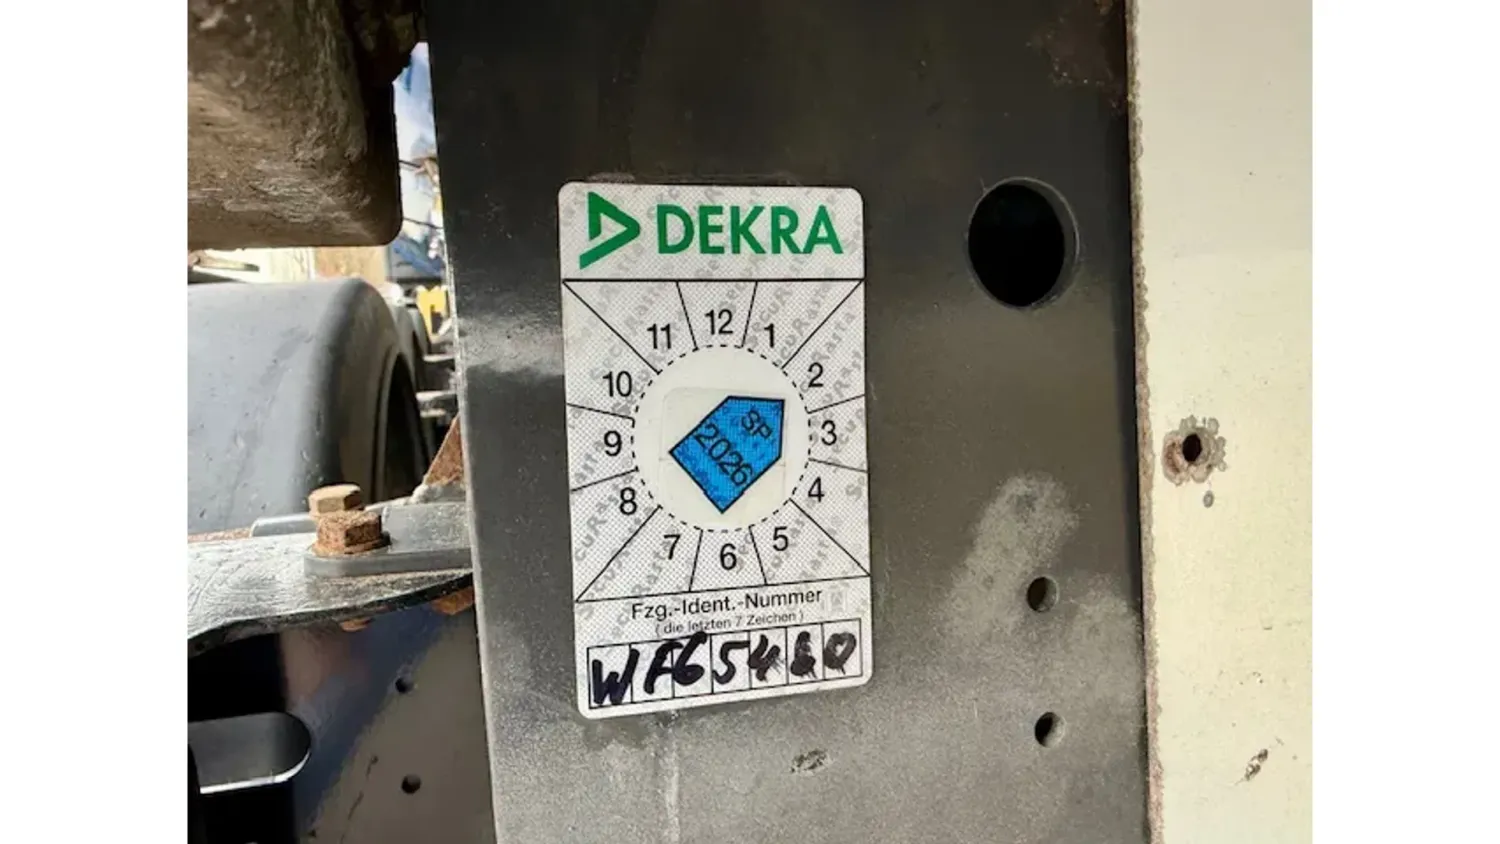 DEKRA
11 12 1
10 2
9 3
8 4
7 6 5
SP
2026
Fzg.-Ident.-Nummer
( die letzten 7 Zeichen )
WF65460